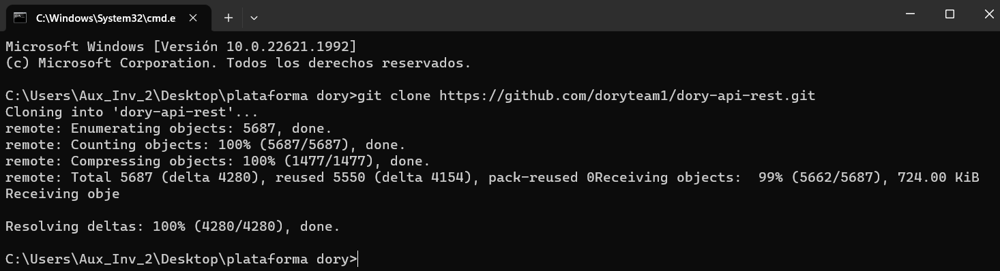 C:\Windows\System32\cmd.e
Microsoft Windows [Versión 10.0.22621.1992]
(c) Microsoft Corporation. Todos los derechos reservados.
C:\Users\Aux_Inv_2\Desktop\plataforma dory>git clone https://github.com/doryteam1/dory-api-rest.git
Cloning into 'dory-api-rest'...
remote: Enumerating objects: 5687, done.
remote: Counting objects: 100% (5687/5687), done.
remote: Compressing objects: 100% (1477/1477), done.
remote: Total 5687 (delta 4280), reused 5550 (delta 4154), pack-reused 0Receiving objects:  99% (5662/5687), 724.00 KiB
Receiving obje
Resolving deltas: 100% (4280/4280), done.
C:\Users\Aux_Inv_2\Desktop\plataforma dory>